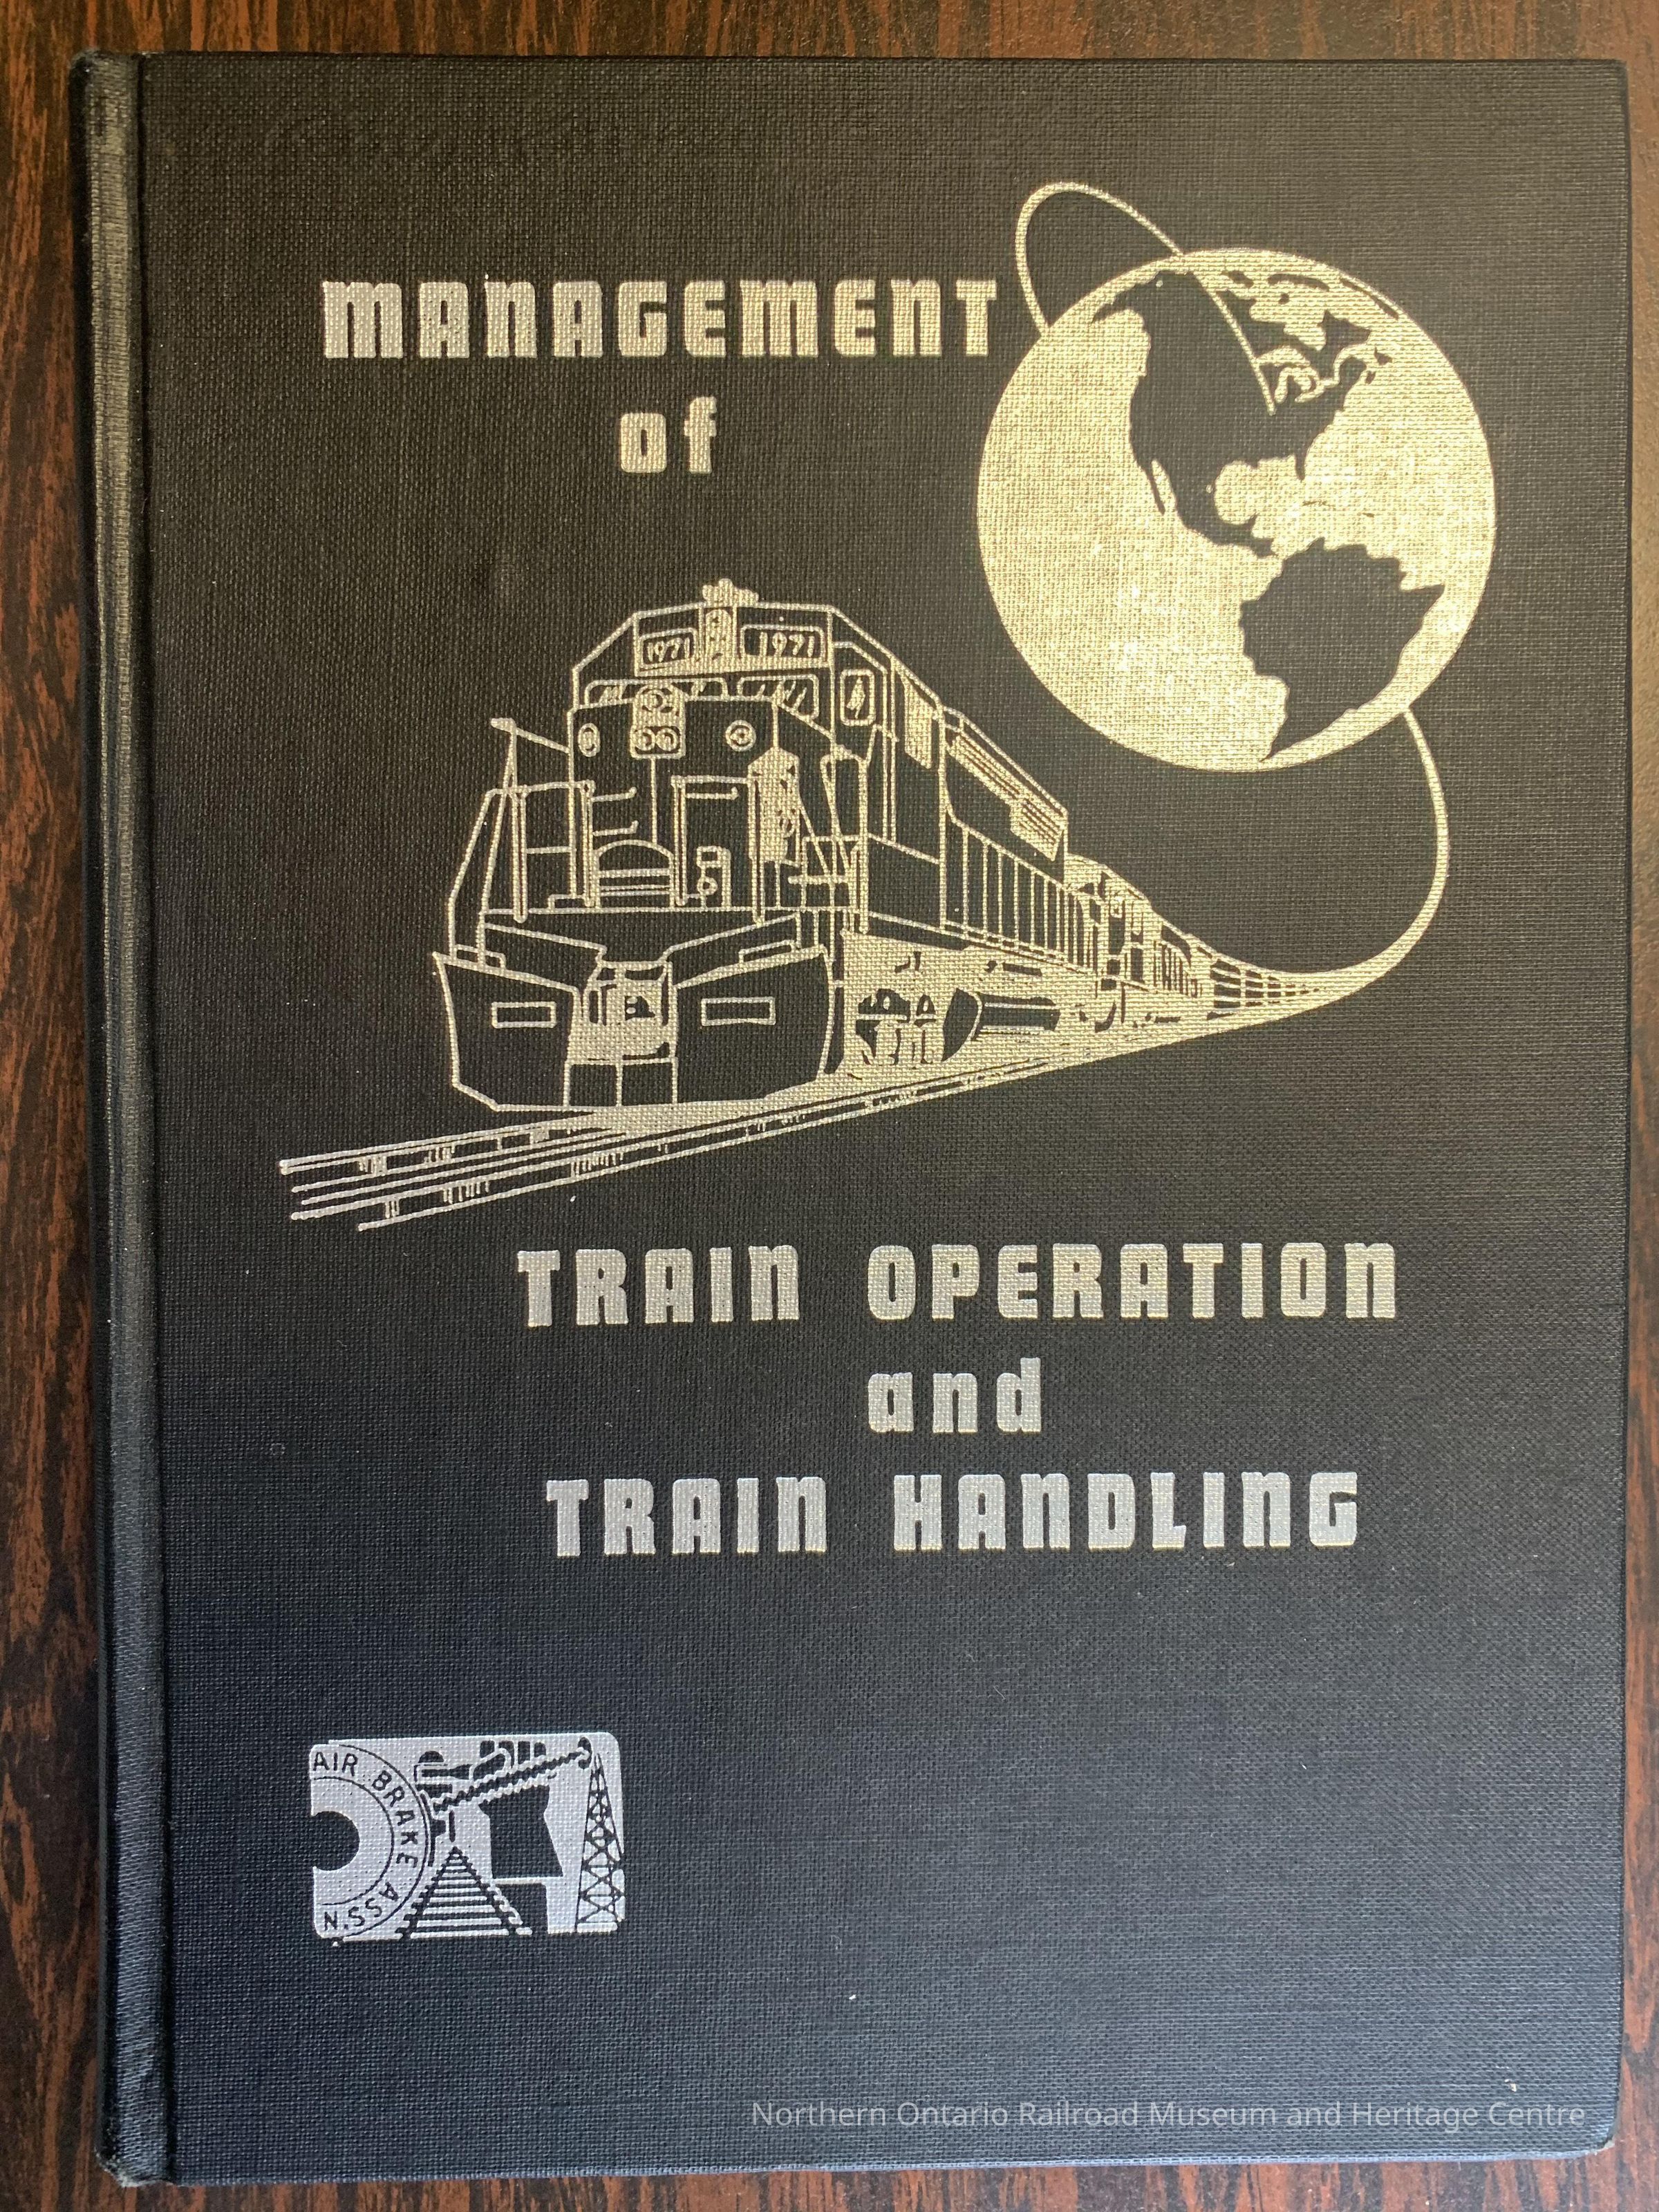 MANAGEMENT
of
1971 1971
TRAIN OPERATION
and
TRAIN HANDLING
AIR BRAKE ASS'N
Northern Ontario Railroad Museum and Heritage Centre